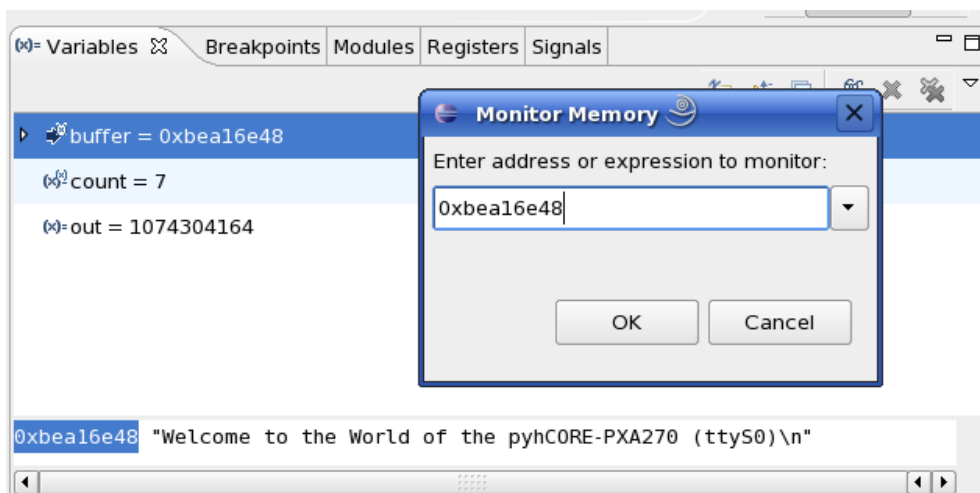 Variables Breakpoints Modules Registers Signals
Monitor Memory
buffer = 0xbea16e48
Enter address or expression to monitor:
count = 7
0xbea16e48
out = 1074304164
OK Cancel
0xbea16e48 "Welcome to the World of the pyhCORE-PXA270 (ttyS0)\n"